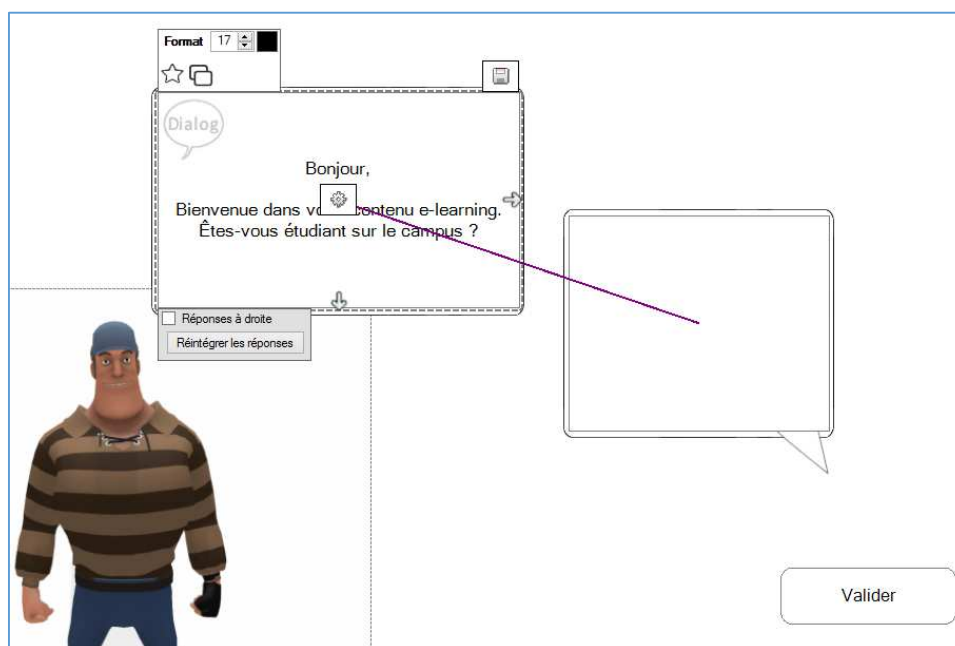 Format 17
Dialog
Bonjour,
Bienvenue dans contenu e-learning.
Êtes-vous étudiant sur le campus ?
Réponses à droite
Réintégrer les réponses
Valider